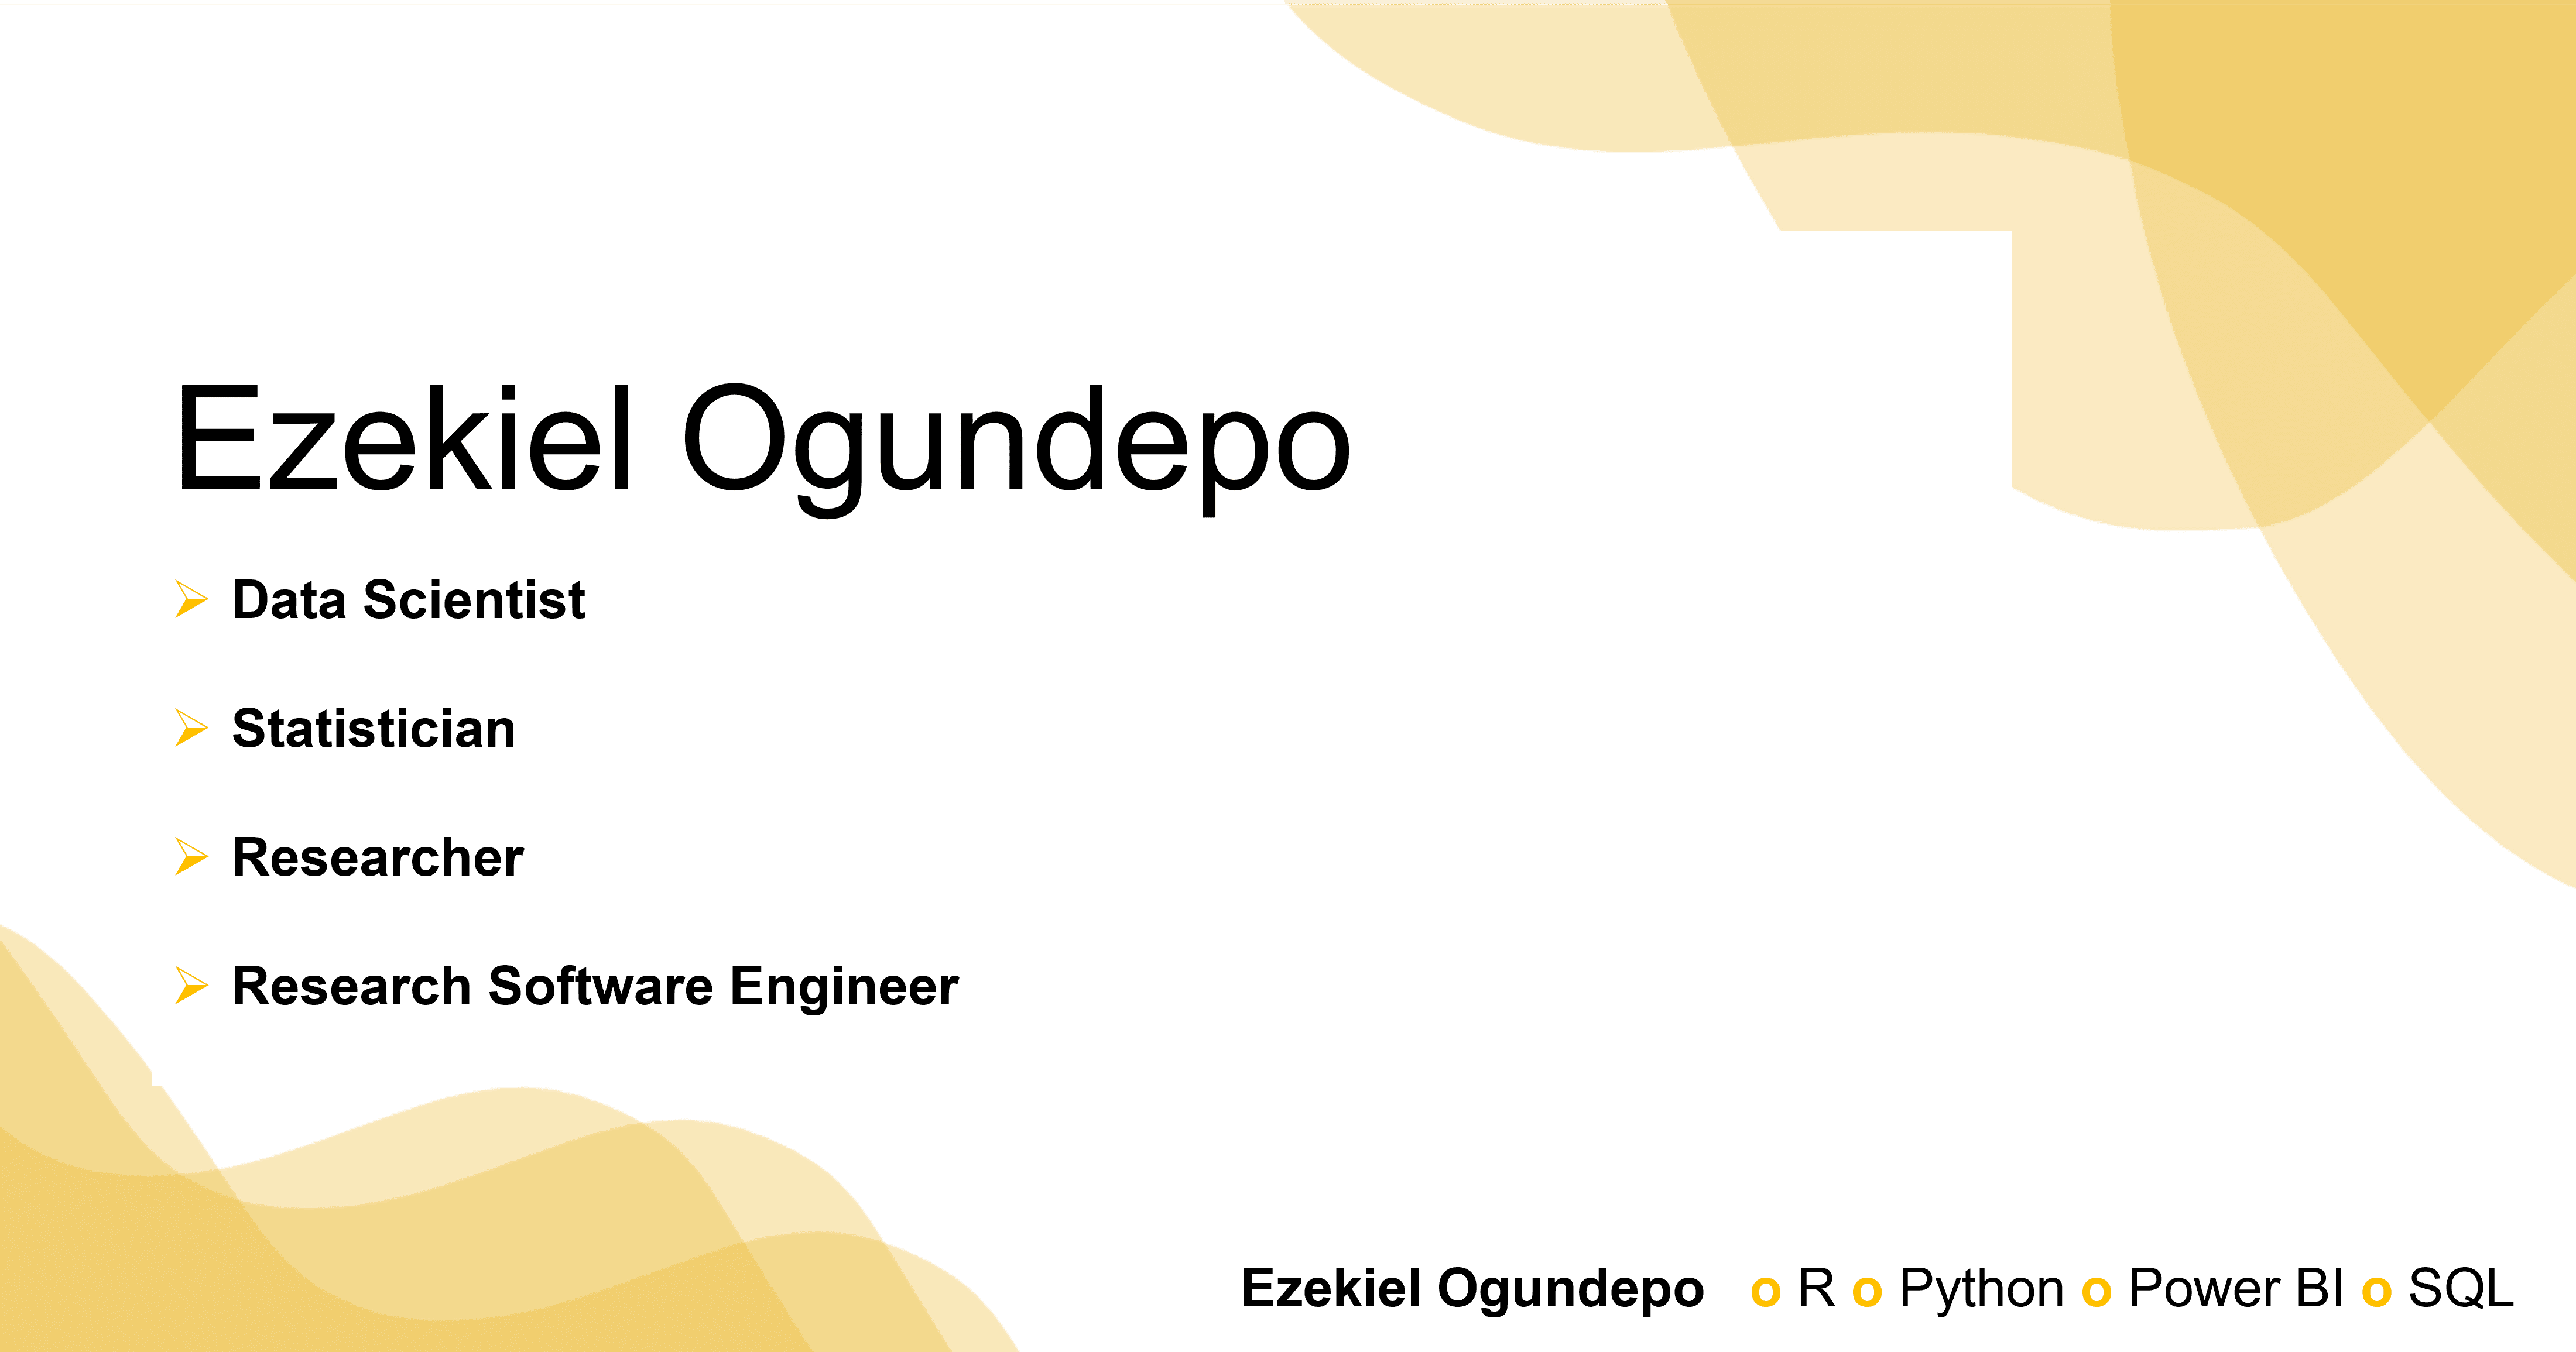 Ezekiel Ogundepo
➢ Data Scientist
➢ Statistician
➢ Researcher
➢ Research Software Engineer
Ezekiel Ogundepo o R o Python o Power BI o SQL